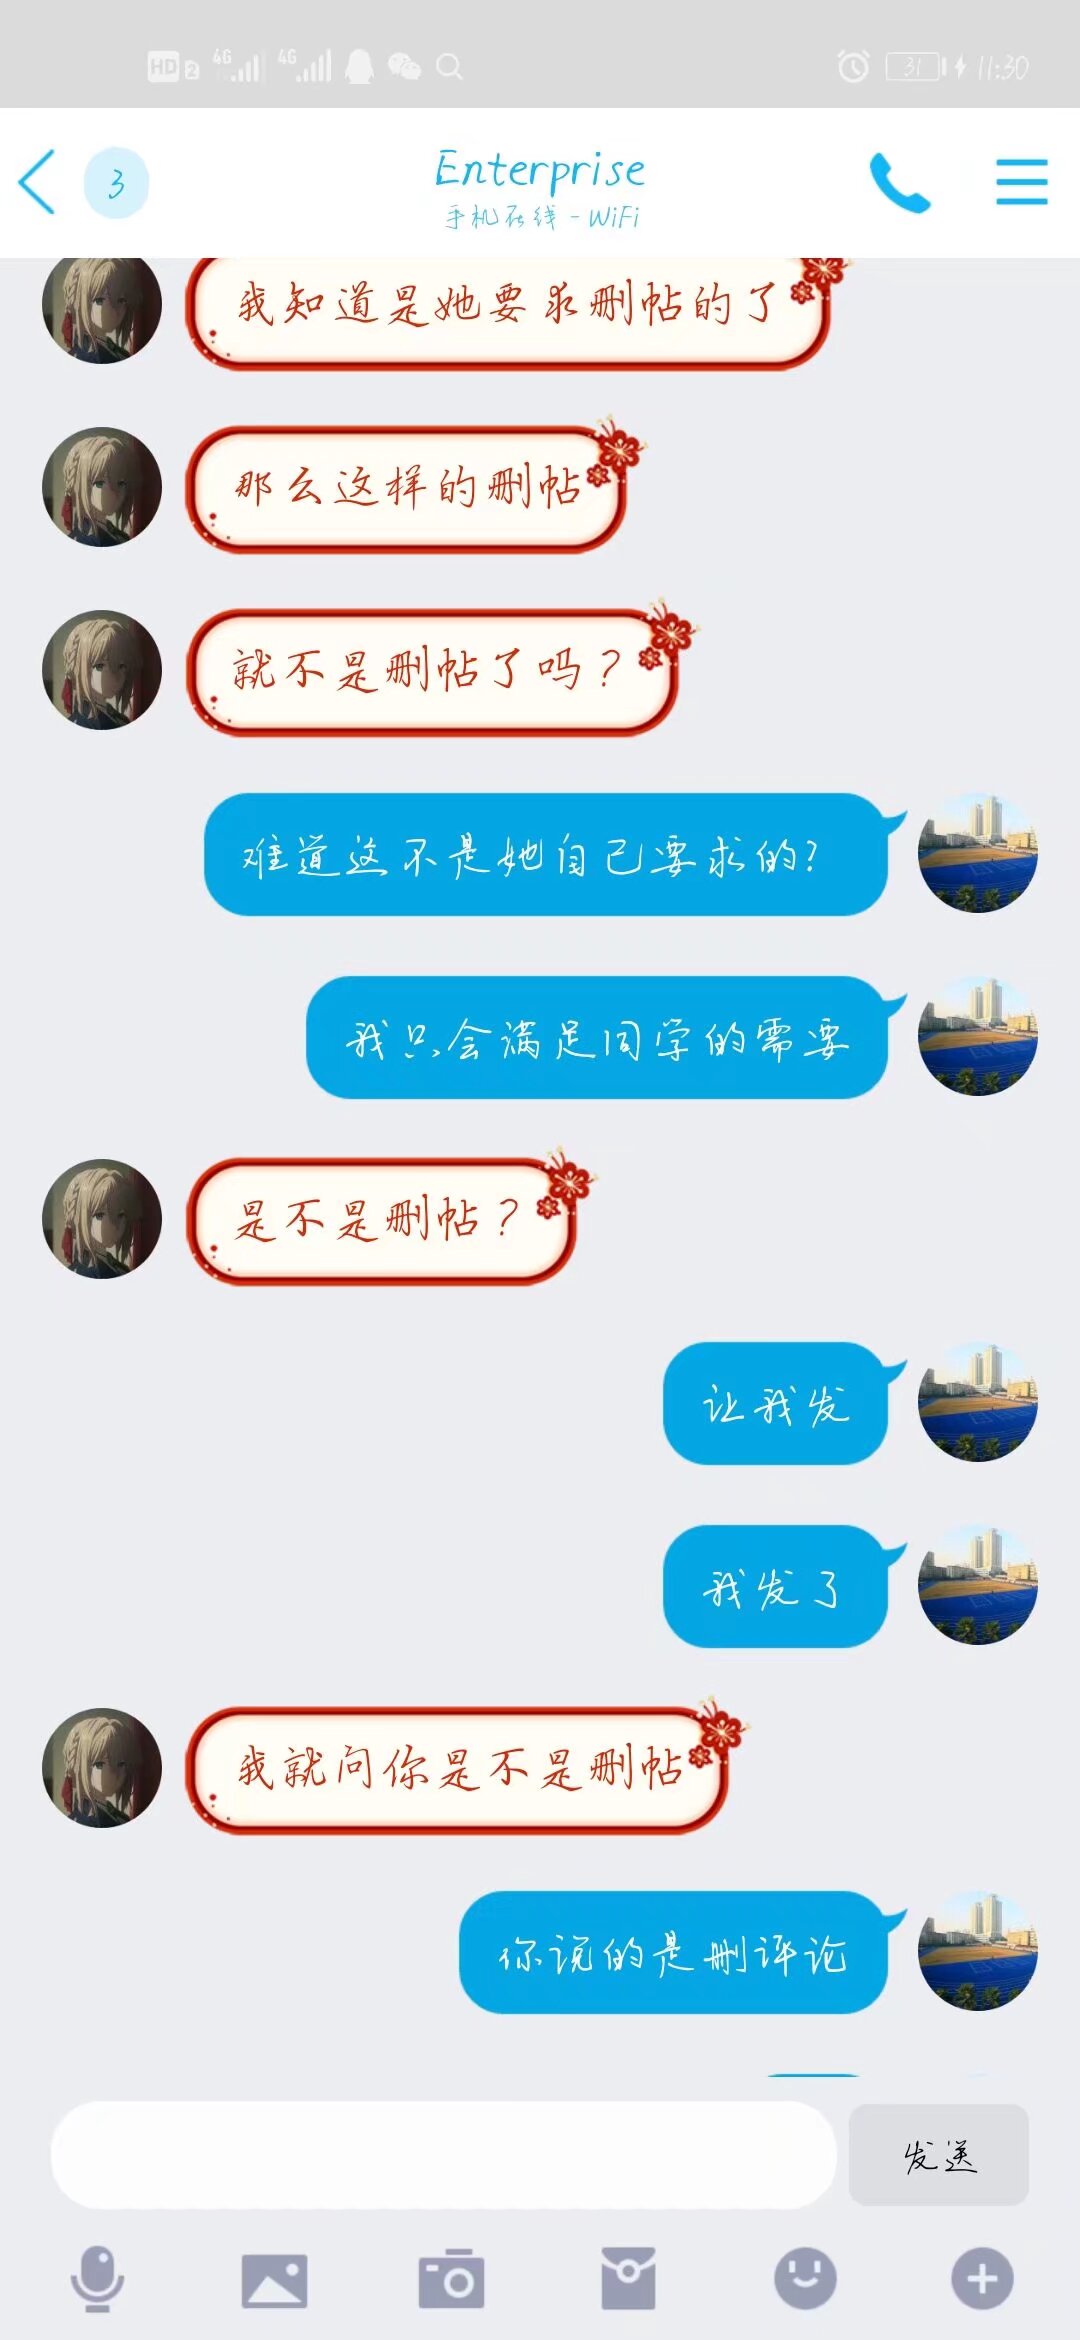 HD 2 4G 4G 31 11:30
3
Enterprise
手机在线 - WiFi
我知道是她要求删帖的了
那么这样的删帖
就不是删帖了吗？
难道这不是她自己要求的?
我只会满足同学的需要
是不是删帖？
让我发
我发了
我就问你是不是删帖
你说的是删评论
发送